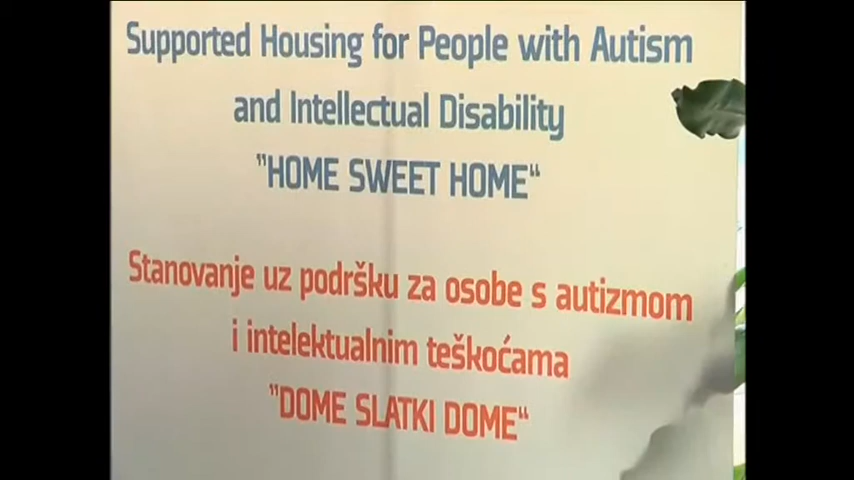 Supported Housing for People with Autism
and Intellectual Disability
"HOME SWEET HOME“
Stanovanje uz podršku za osobe s autizmom
i intelektualnim teškoćama
"DOME SLATKI DOME“